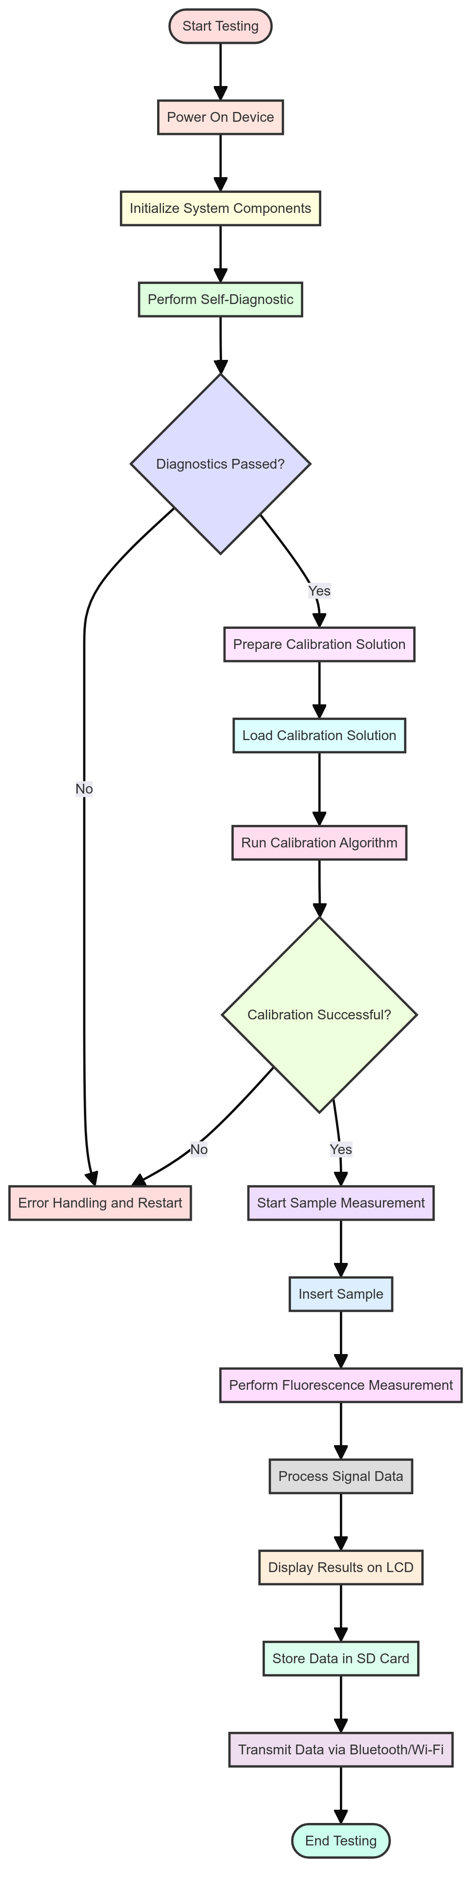 Start Testing
Power On Device
Initialize System Components
Perform Self-Diagnostic
Diagnostics Passed?
Yes
Prepare Calibration Solution
Load Calibration Solution
No
Run Calibration Algorithm
Calibration Successful?
No
Yes
Error Handling and Restart
Start Sample Measurement
Insert Sample
Perform Fluorescence Measurement
Process Signal Data
Display Results on LCD
Store Data in SD Card
Transmit Data via Bluetooth/Wi-Fi
End Testing